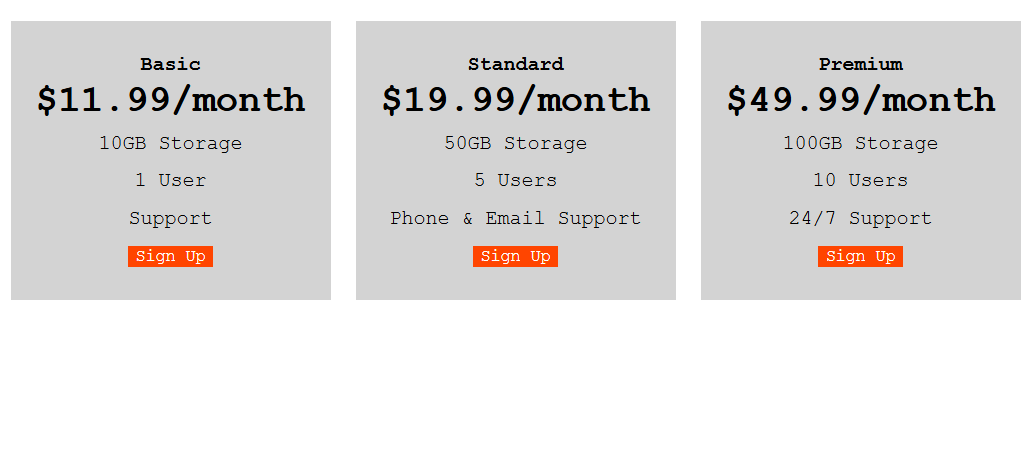 Basic
$11.99/month
10GB Storage
1 User
Support
Sign Up
Standard
$19.99/month
50GB Storage
5 Users
Phone & Email Support
Sign Up
Premium
$49.99/month
100GB Storage
10 Users
24/7 Support
Sign Up